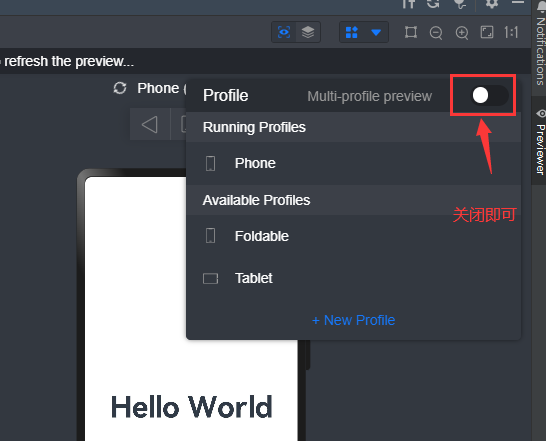 1:1
refresh the preview...
Phone (
Profile
Multi-profile preview
Running Profiles
Phone
Available Profiles
Foldable
Tablet
+ New Profile
Hello World
关闭即可
Notifications
Previewer